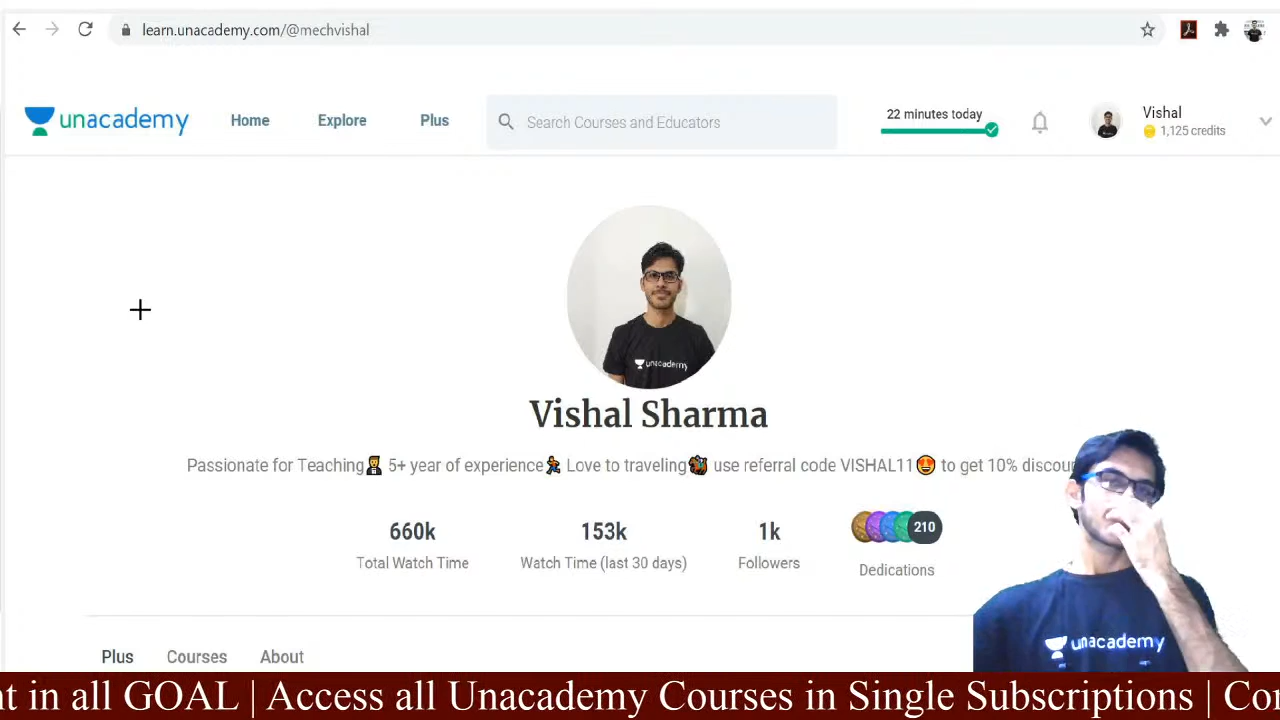 learn.unacademy.com/@mechvishal
unacademy Home Explore Plus Search Courses and Educators 22 minutes today Vishal
1,125 credits
unacademy
Vishal Sharma
Passionate for Teaching👩‍🏫 5+ year of experience🏃 Love to traveling🏇 use referral code VISHAL11😍 to get 10% discou
660k 153k 1k 210
Total Watch Time Watch Time (last 30 days) Followers Dedications
unacademy
Plus Courses About
nt in all GOAL | Access all Unacademy Courses in Single Subscriptions | Con